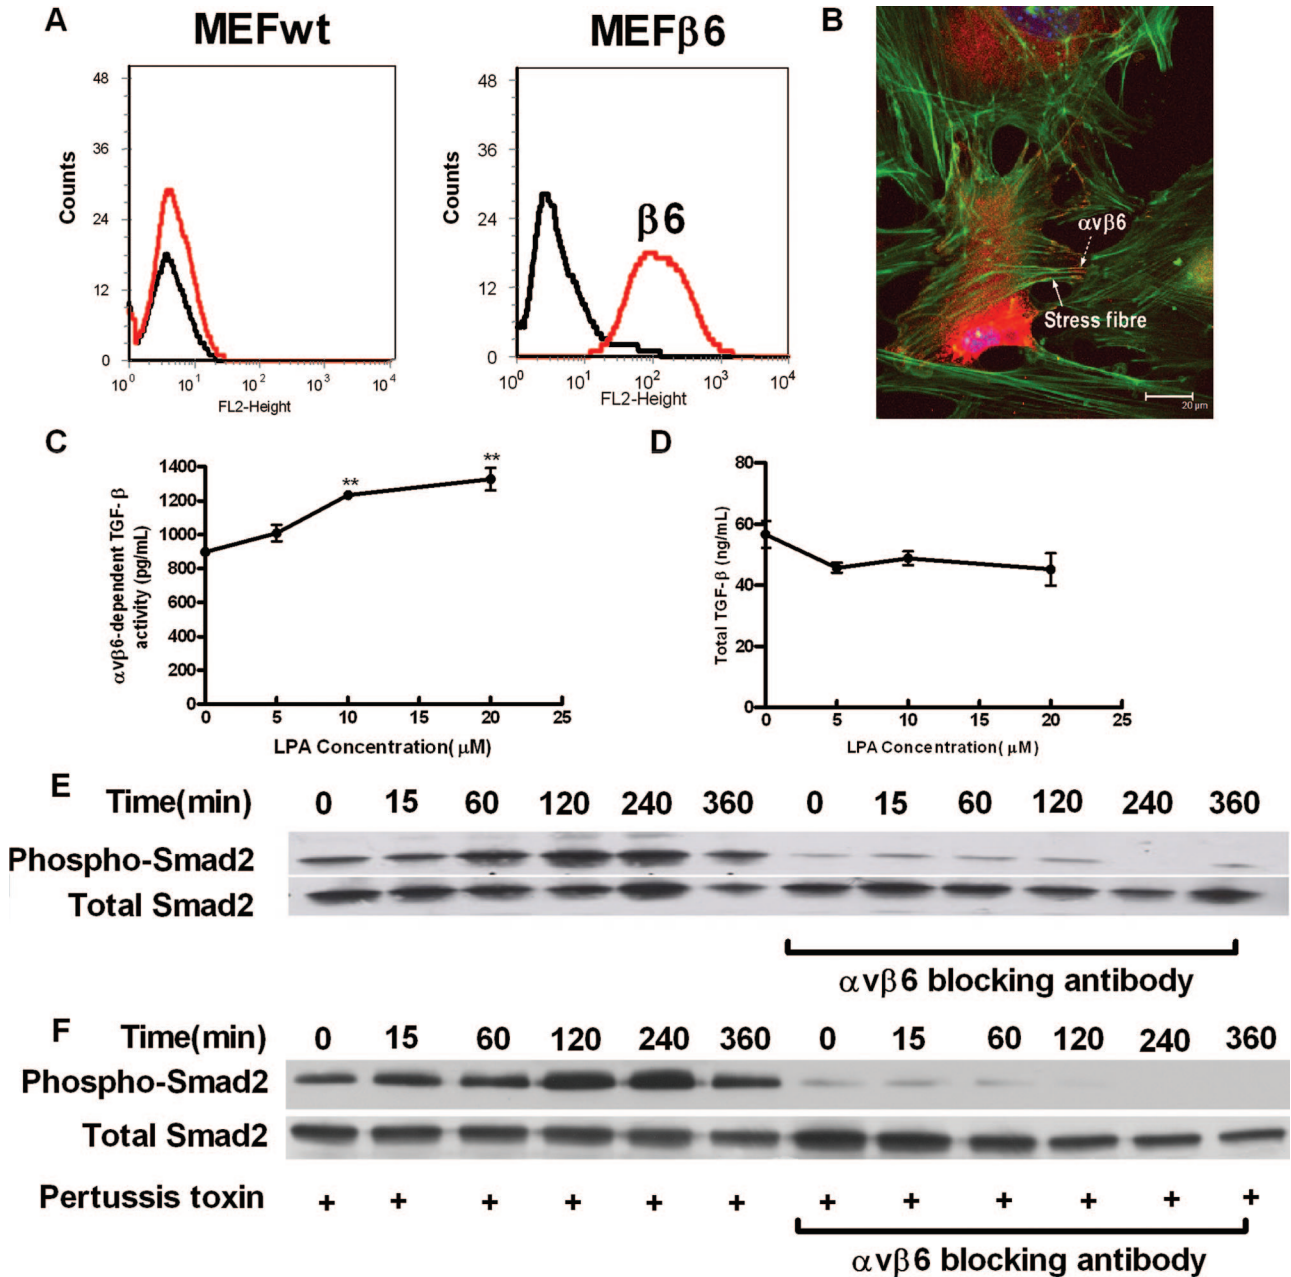 A
MEFwt
MEFβ6
B
48
36
24
12
0
Counts
10^0 10^1 10^2 10^3 10^4
FL2-Height
48
36
24
12
0
Counts
β6
10^0 10^1 10^2 10^3 10^4
FL2-Height
αvβ6
Stress fibre
20 μm
C
αvβ6-dependent TGF-β
activity (pg/mL)
1400
1200
1000
800
600
400
200
0
** **
0 5 10 15 20 25
LPA Concentration( μM)
D
Total TGF-β (ng/mL)
80
60
40
20
0
0 5 10 15 20 25
LPA Concentration( μM)
E
Time(min) 0 15 60 120 240 360 0 15 60 120 240 360
Phospho-Smad2
Total Smad2
αvβ6 blocking antibody
F
Time(min) 0 15 60 120 240 360 0 15 60 120 240 360
Phospho-Smad2
Total Smad2
Pertussis toxin + + + + + + + + + + + +
αvβ6 blocking antibody